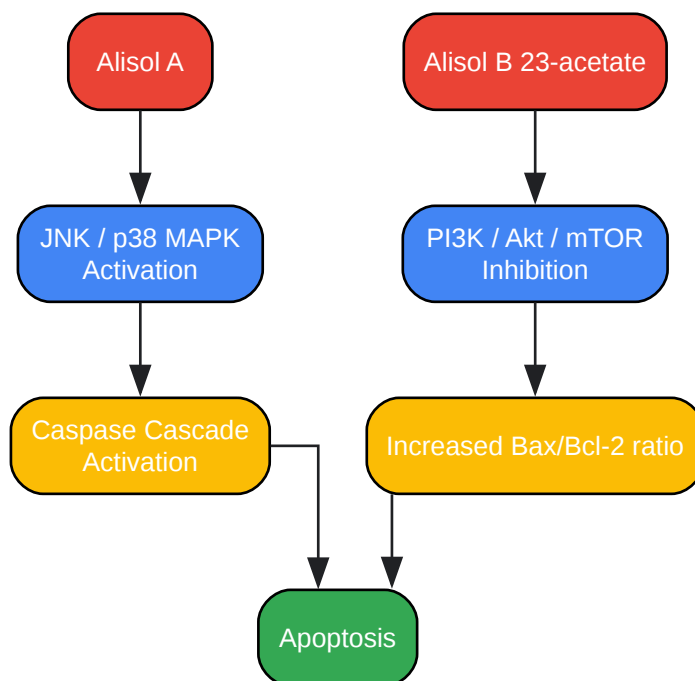 Alisol A
Alisol B 23-acetate
JNK / p38 MAPK
Activation
PI3K / Akt / mTOR
Inhibition
Caspase Cascade
Activation
Increased Bax/Bcl-2 ratio
Apoptosis